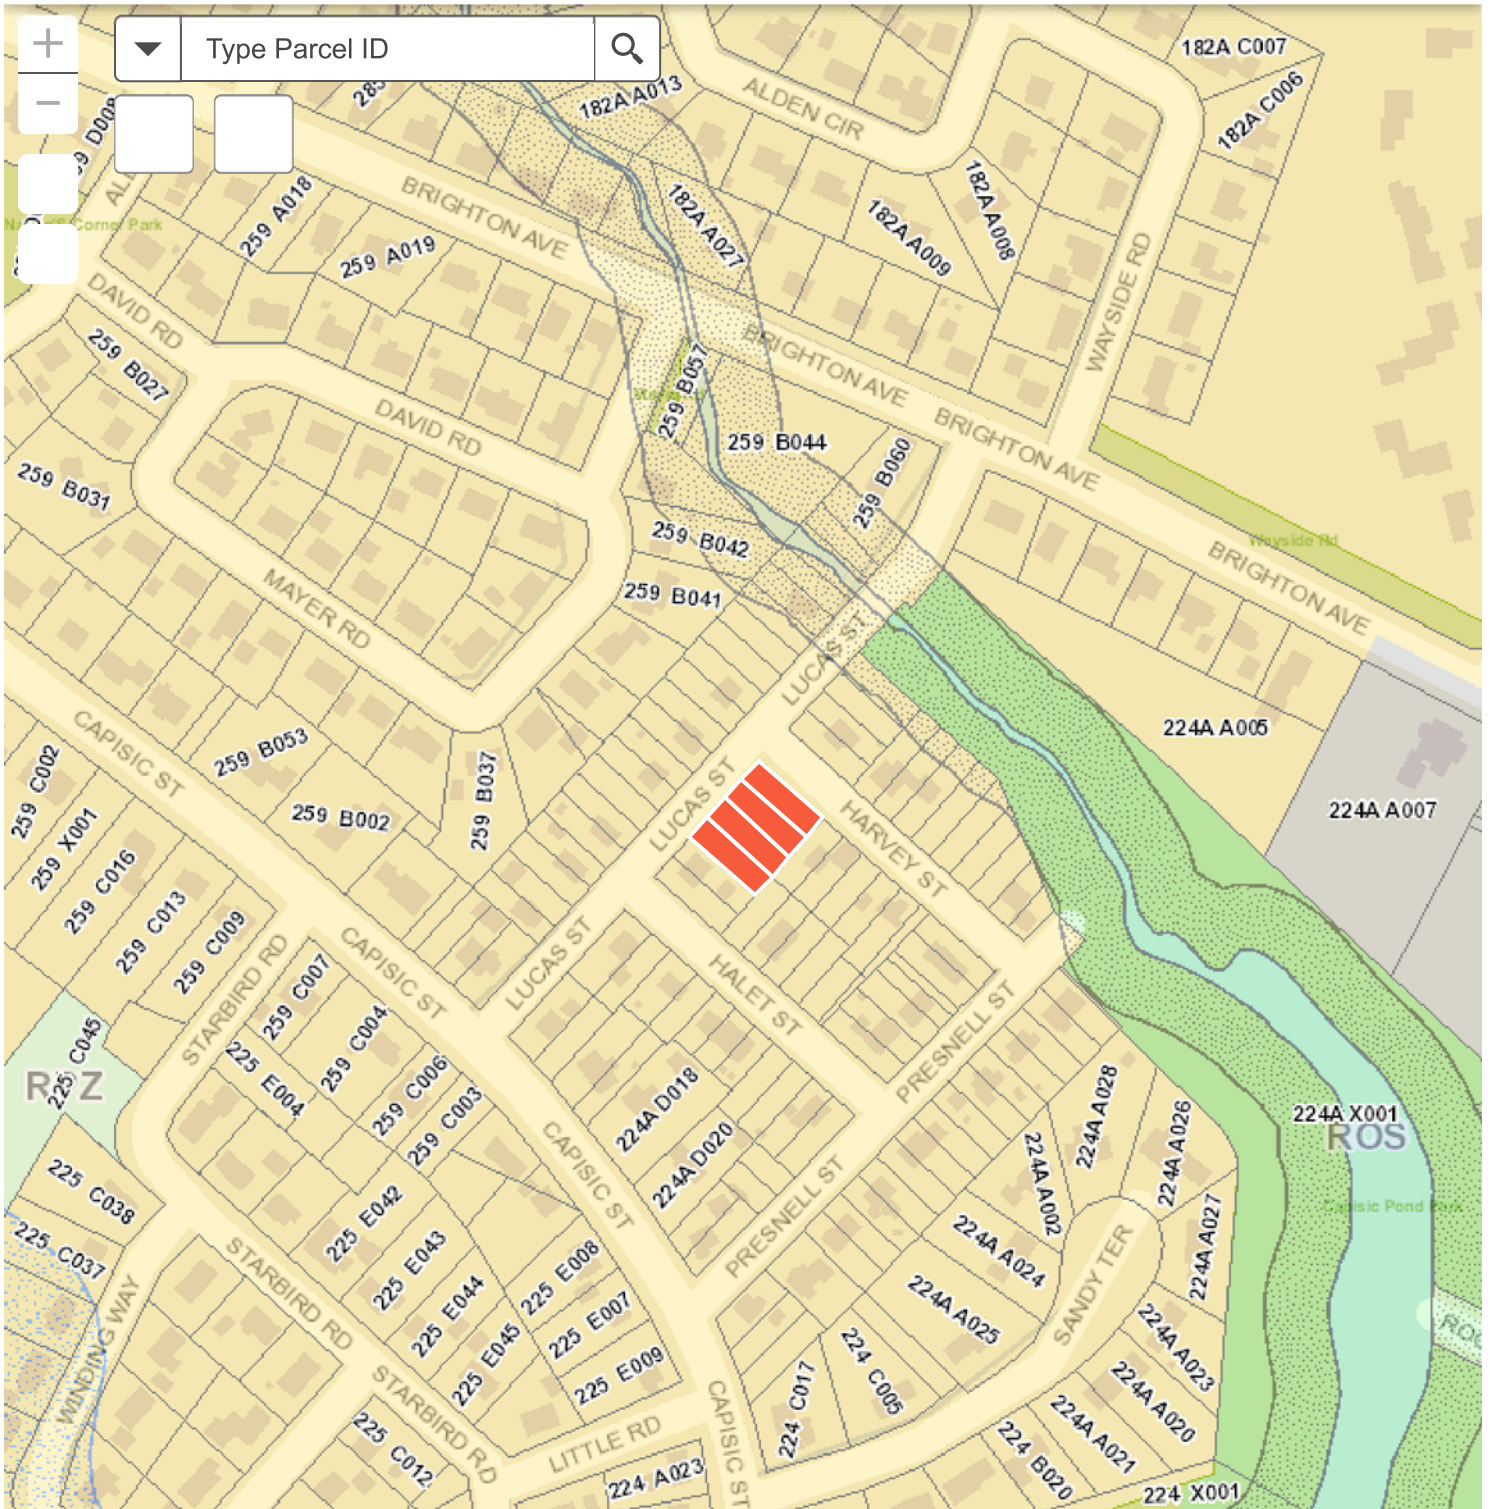 Type Parcel ID
182A C007
182A C006
182A A013
ALDEN CIR
285
D008
ALL
259 A018
259 A019
BRIGHTON AVE
182A A027
182A A009
182A A008
Corner Park
DAVID RD
259 B027
259 B057
BRIGHTON AVE
WAYSIDE RD
DAVID RD
259 B044
259 B060
BRIGHTON AVE
259 B031
259 B042
Wayside Rd
BRIGHTON AVE
259 B041
MAYER RD
LUCAS ST
CAPISIC ST
259 B053
224A A005
259 C002
259 B037
LUCAS ST
224A A007
259 B002
259 X001
HARVEY ST
259 C016
259 C013
259 C009
LUCAS ST
CAPISIC ST
STARBIRD RD
259 C007
HALET ST
PRESNELL ST
259 C004
225 C045
R Z
225 E004
259 C006
259 C003
224A D018
224A A028
224A A026
224A X001
ROS
CAPISIC ST
224A D020
224A A002
225 C038
225 E042
PRESNELL ST
Capisic Pond Park
225 C037
STARBIRD RD
225 E043
225 E008
224A A024
224A A027
SANDY TER
WINDING WAY
225 E044
225 E007
224A A025
224A A023
ROC
225 E045
225 E009
224 C017
224 C005
224A A020
STARBIRD RD
CAPISIC ST
224A A021
225 C012
LITTLE RD
224 A023
224 B020
224 X001